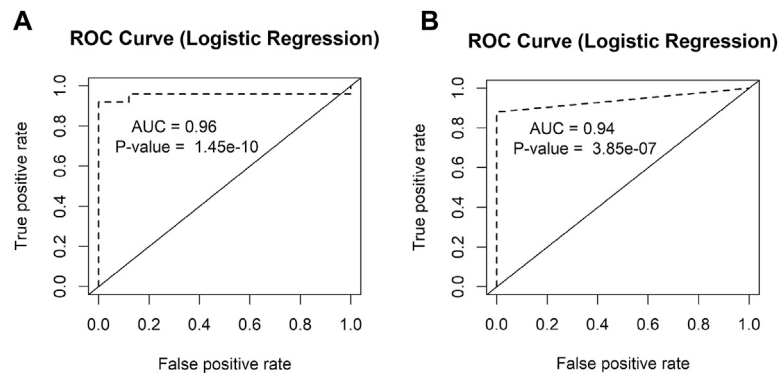 A
ROC Curve (Logistic Regression)
AUC = 0.96
P-value = 1.45e-10
True positive rate
0.0 0.2 0.4 0.6 0.8 1.0
0.0 0.2 0.4 0.6 0.8 1.0
False positive rate
B
ROC Curve (Logistic Regression)
AUC = 0.94
P-value = 3.85e-07
True positive rate
0.0 0.2 0.4 0.6 0.8 1.0
0.0 0.2 0.4 0.6 0.8 1.0
False positive rate